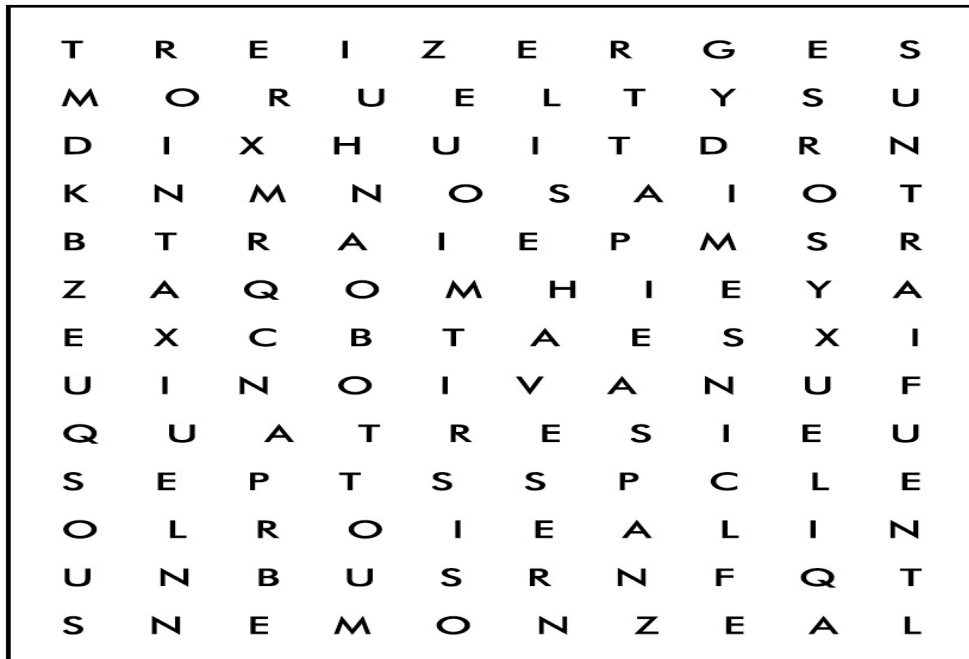 T R E I Z E R G E S
M O R U E L T Y S U
D I X H U I T D R N
K N M N O S A I O T
B T R A I E P M S R
Z A Q O M H I E Y A
E X C B T A E S X I
U I N O I V A N U F
Q U A T R E S I E U
S E P T S S P C L E
O L R O I E A L I N
U N B U S R N F Q T
S N E M O N Z E A L